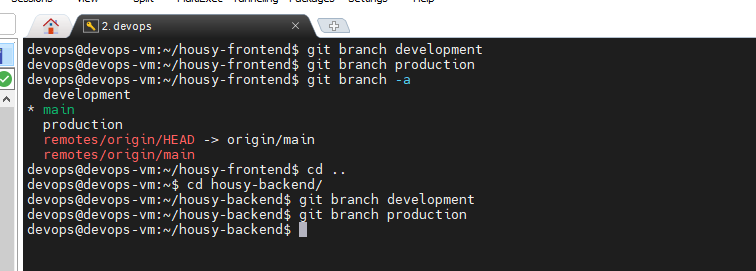 Sessions View Split MultiExec Tunneling Packages Settings Help
2. devops
devops@devops-vm:~/housy-frontend$ git branch development
devops@devops-vm:~/housy-frontend$ git branch production
devops@devops-vm:~/housy-frontend$ git branch -a
development
* main
production
remotes/origin/HEAD -> origin/main
remotes/origin/main
devops@devops-vm:~/housy-frontend$ cd ..
devops@devops-vm:~$ cd housy-backend/
devops@devops-vm:~/housy-backend$ git branch development
devops@devops-vm:~/housy-backend$ git branch production
devops@devops-vm:~/housy-backend$